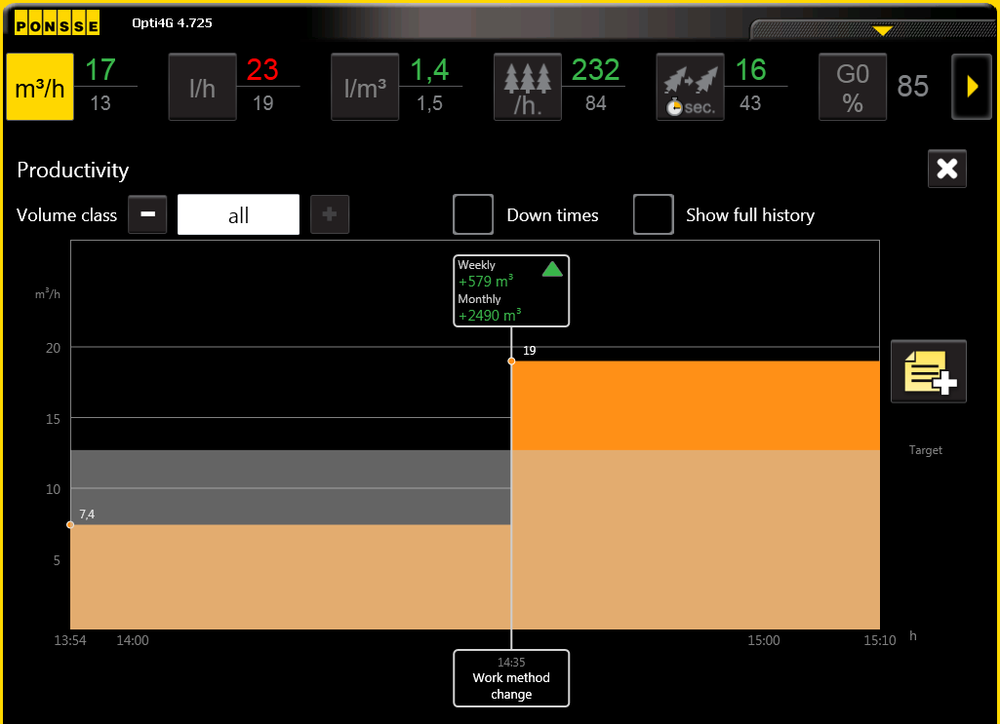 PONSSE Opti4G 4.725
m³/h 17 l/h 23 l/m³ 1,4 /h. 232 sec. 16 G0 % 85
13 19 1,5 84 43
Productivity
Volume class − all + Down times Show full history
Weekly
+579 m³
Monthly
+2490 m³
m³/h
20
19
15
Target
10
7,4
5
13:54 14:00 15:00 15:10 h
14:35
Work method
change